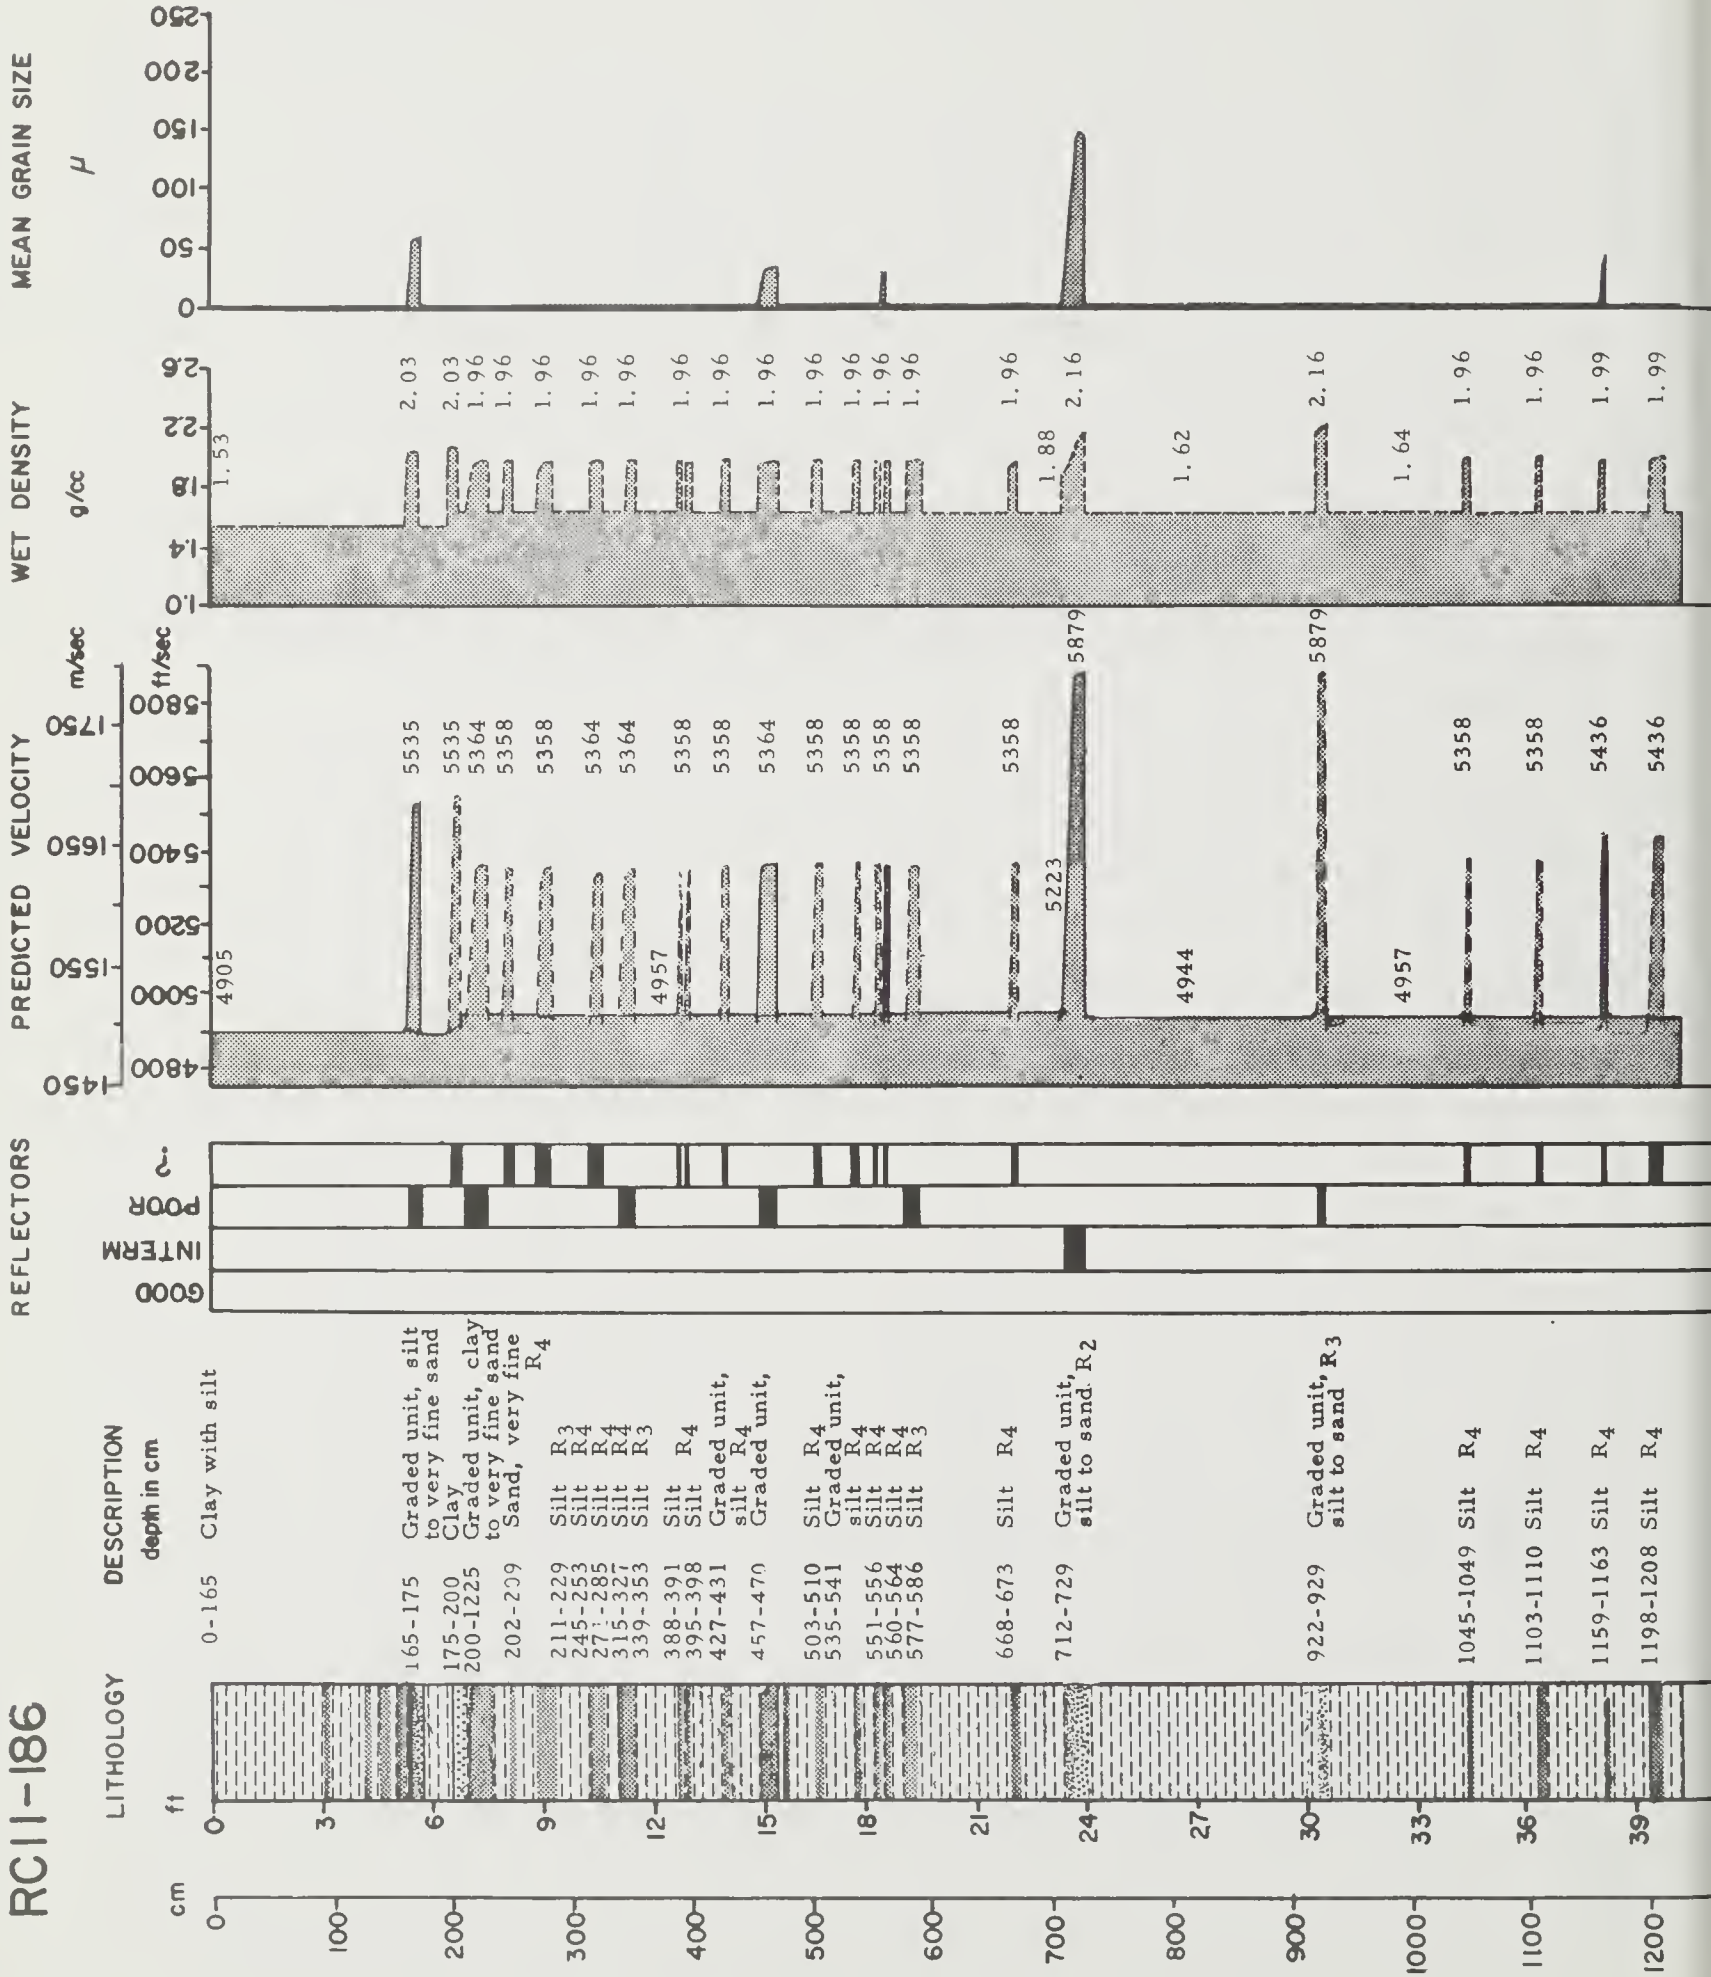 RC11-186
cm
0
100
200
300
400
500
600
700
800
900
1000
1100
1200
LITHOLOGY
ft
0
3
6
9
12
15
18
21
24
27
30
33
36
39
DESCRIPTION
depth in cm
0-165 Clay with silt
165-175 Graded unit, silt
to very fine sand
175-200 Clay
200-1225 Graded unit, clay
to very fine sand
202-209 Sand, very fine
R4
211-229 Silt R3
245-253 Silt R4
-285 Silt R4
315-327 Silt R4
339-353 Silt R3
388-391 Silt
395-398 Silt R4
427-431 Graded unit,
silt R4
457-470 Graded unit,
503-510 Silt R4
535-541 Graded unit,
silt R4
551-556 Silt R4
560-564 Silt R4
577-586 Silt R3
668-673 Silt R4
712-729 Graded unit,
silt to sand R2
922-929 Graded unit, R3
silt to sand
1045-1049 Silt R4
1103-1110 Silt R4
1159-1163 Silt R4
1198-1208 Silt R4
REFLECTORS
GOOD
INTERM
POOR
?
PREDICTED VELOCITY
m/sec
1450
1550
1650
1750
ft/sec
4800
5000
5200
5400
5600
5800
4905
5535
5535
5364
5358
5358
5364
5364
4957
5358
5358
5364
5358
5358
5358
5358
5358
5223
5879
4944
5879
4957
5358
5358
5436
5436
WET DENSITY
g/cc
1.0
1.4
1.8
2.2
2.6
1.53
2.03
2.03
1.96
1.96
1.96
1.96
1.96
1.96
1.96
1.96
1.96
1.96
1.96
1.96
1.96
1.88
2.16
1.62
2.16
1.64
1.96
1.96
1.99
1.99
MEAN GRAIN SIZE
μ
0
50
100
150
200
250